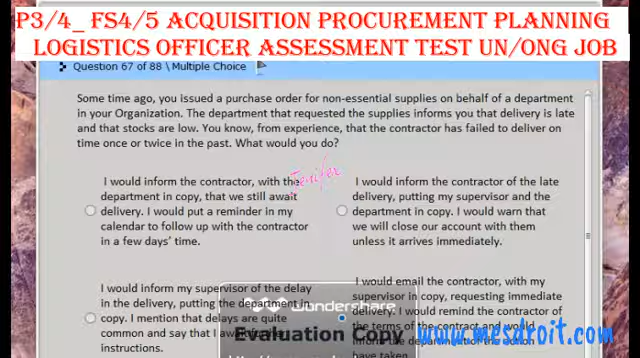 P3/4_ FS4/5 ACQUISITION PROCUREMENT PLANNING
LOGISTICS OFFICER ASSESSMENT TEST UN/ONG JOB
Question 67 of 88 \ Multiple Choice
Some time ago, you issued a purchase order for non-essential supplies on behalf of a department
in your Organization. The department that requested the supplies informs you that delivery is late
and that stocks are low. You know, from experience, that the contractor has failed to deliver on
time once or twice in the past. What would you do?
Jenifer
I would inform the contractor, with the
department in copy, that we still await
delivery. I would put a reminder in my
calendar to follow up with the contractor
in a few days' time.
I would inform the contractor of the late
delivery, putting my supervisor and the
department in copy. I would warn that
we will close our account with them
unless it arrives immediately.
I would inform my supervisor of the delay
in the delivery, putting the department in
copy. I mention that delays are quite
common and say that I await
instructions.
I would email the contractor, with my
supervisor in copy, requesting immediate
delivery. I would remind the contractor of
the terms of the contract and would
inform the department of the action
have taken
wondershare
Evaluation Copy
www.mesdroit.com